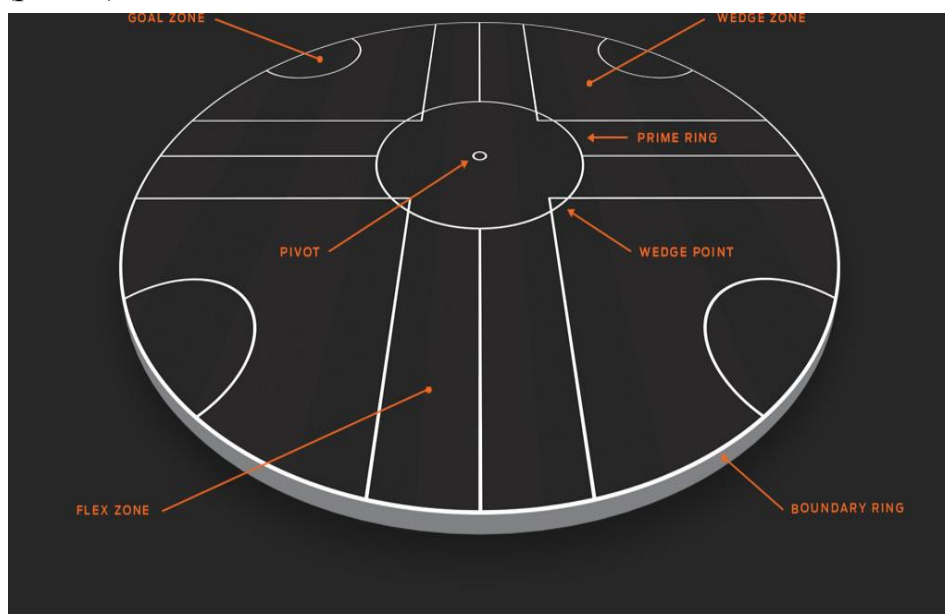 GOAL ZONE
WEDGE ZONE
PRIME RING
PIVOT
WEDGE POINT
FLEX ZONE
BOUNDARY RING